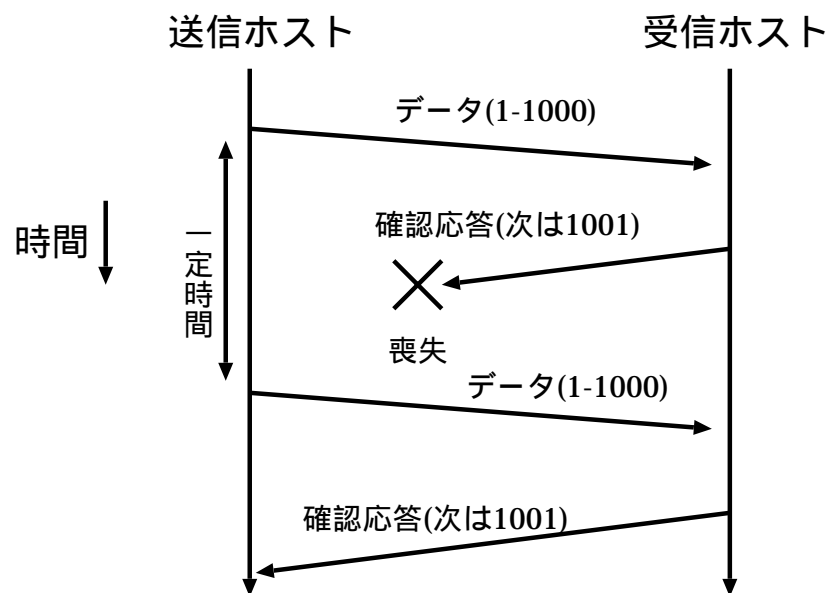 送信ホスト
受信ホスト
データ(1-1000)
確認応答(次は1001)
時間
一定時間
喪失
データ(1-1000)
確認応答(次は1001)